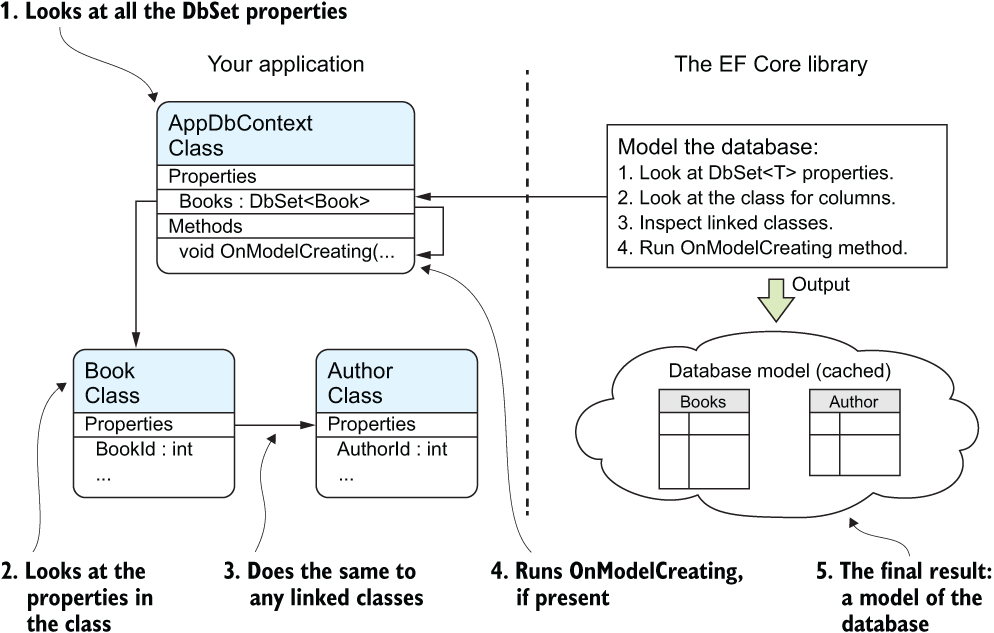 1. Looks at all the DbSet properties
Your application
The EF Core library
AppDbContext
Class
Properties
Books : DbSet<Book>
Methods
void OnModelCreating(...
Model the database:
1. Look at DbSet<T> properties.
2. Look at the class for columns.
3. Inspect linked classes.
4. Run OnModelCreating method.
Output
Book
Class
Properties
BookId : int
...
Author
Class
Properties
AuthorId : int
...
Database model (cached)
Books
Author
2. Looks at the
properties in
the class
3. Does the same to
any linked classes
4. Runs OnModelCreating,
if present
5. The final result:
a model of the
database